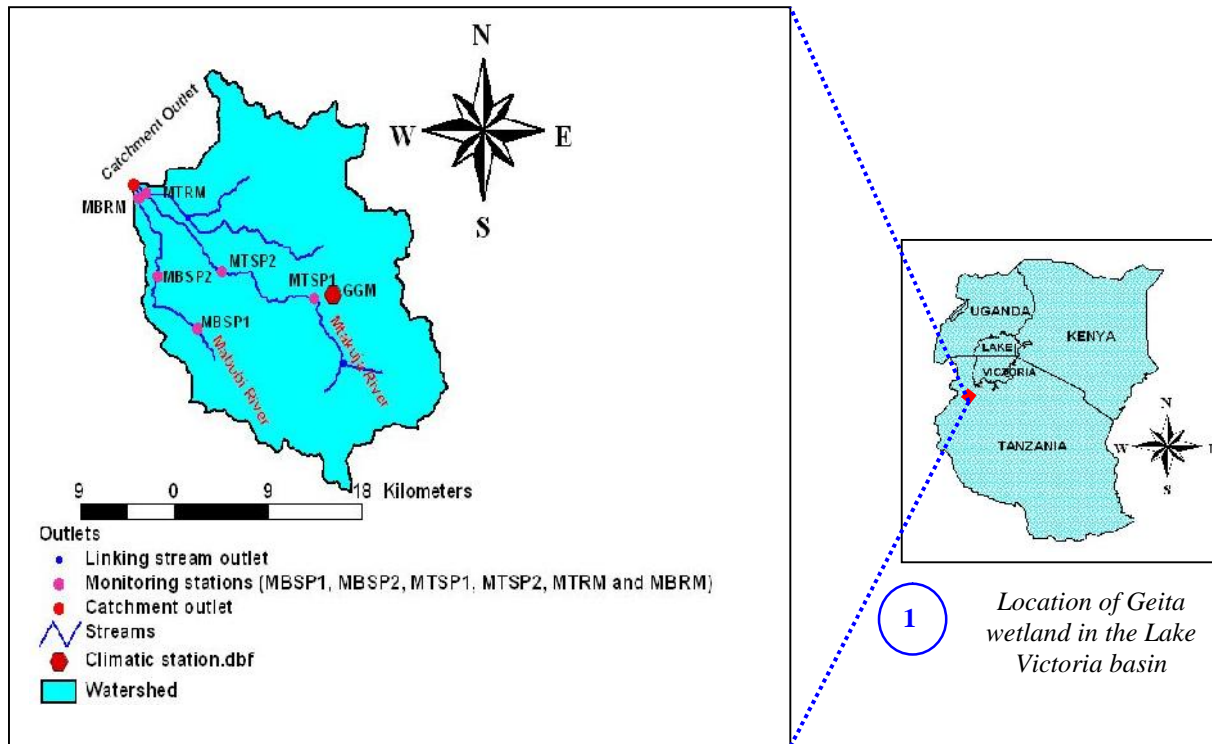 N
W
E
S
Catchment Outlet
MTRM
MBRM
MTSP2
MBSP2
MTSP1
GGM
MBSP1
Mabubi River
Mtakuja River
9 0 9 18 Kilometers
Outlets
Linking stream outlet
Monitoring stations (MBSP1, MBSP2, MTSP1, MTSP2, MTRM and MBRM)
Catchment outlet
Streams
Climatic station.dbf
Watershed
UGANDA
KENYA
LAKE
VICTORIA
TANZANIA
N
W
S
1
Location of Geita
wetland in the Lake
Victoria basin